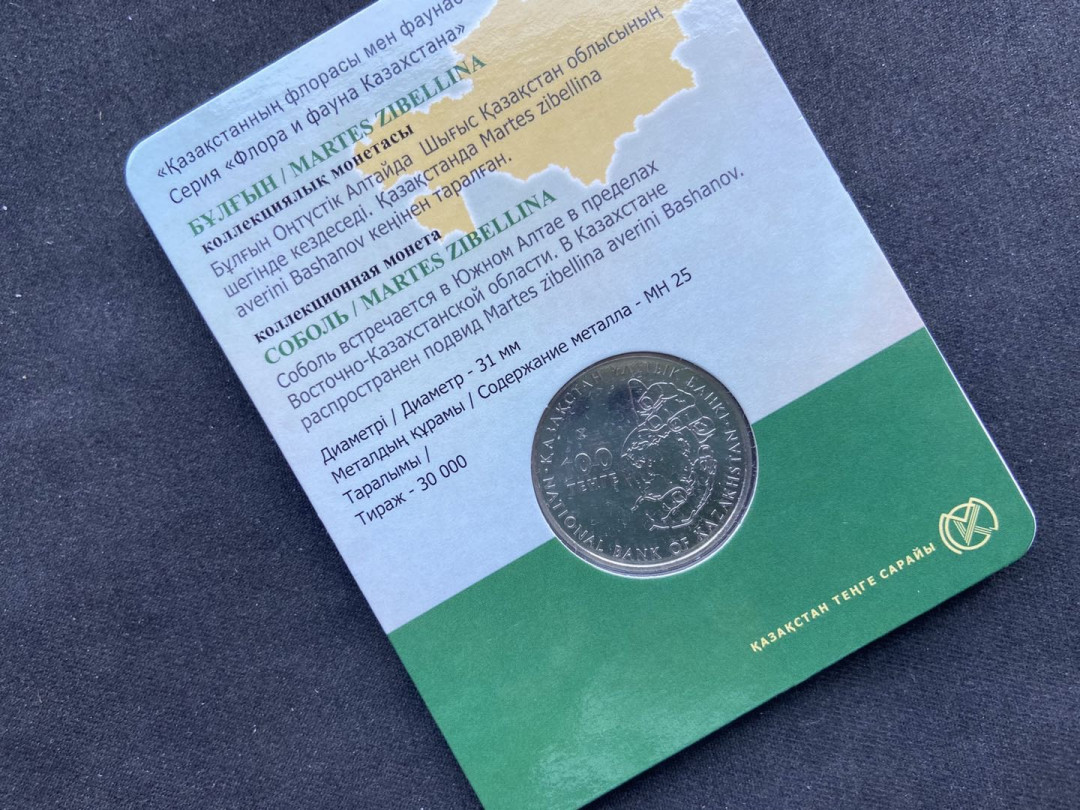 «Қазақстанның флорасы мен фаунас
Серия «Флора и фауна Казахстана»
БҰЛҒЫН / MARTES ZIBELLINA
коллекциялық монетасы
Бұлғын Оңтүстік Алтайда Шығыс Қазақстан облысының
шегінде кездеседі. Қазақстанда Martes zibellina
averini Bashanov кеңінен таралған.
коллекционная монета
СОБОЛЬ / MARTES ZIBELLINA
Соболь встречается в Южном Алтае в пределах
Восточно-Казахстанской области. В Казахстане
распространен подвид Martes zibellina averini Bashanov.
Диаметрі / Диаметр - 31 мм
Металдың құрамы / Содержание металла - МН 25
Таралымы /
Тираж - 30 000
ҚАЗАҚСТАН ҰЛТТЫҚ БАНКІ
100
ТЕҢГЕ
NATIONAL BANK OF KAZAKHSTAN
ҚАЗАҚСТАН ТЕҢГЕ САРАЙЫ